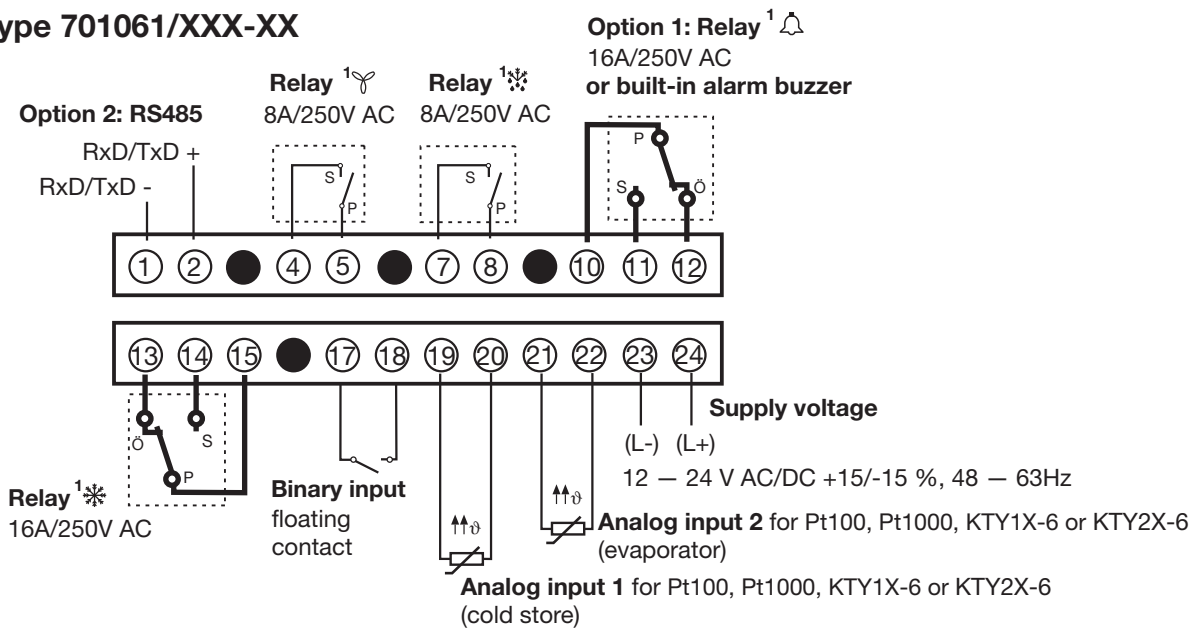 ype 701061/XXX-XX
Option 1: Relay 1
16A/250V AC
or built-in alarm buzzer
Relay 1
8A/250V AC
Relay 1
8A/250V AC
Option 2: RS485
RxD/TxD +
RxD/TxD -
S
P
S
P
P
S
Ö
1 2 4 5 7 8 10 11 12
13 14 15 17 18 19 20 21 22 23 24
Ö
S
P
Relay 1
16A/250V AC
Binary input
floating
contact
(L-) (L+)
Supply voltage
12 — 24 V AC/DC +15/-15 %, 48 — 63Hz
ϑ
Analog input 2 for Pt100, Pt1000, KTY1X-6 or KTY2X-6
(evaporator)
ϑ
Analog input 1 for Pt100, Pt1000, KTY1X-6 or KTY2X-6
(cold store)